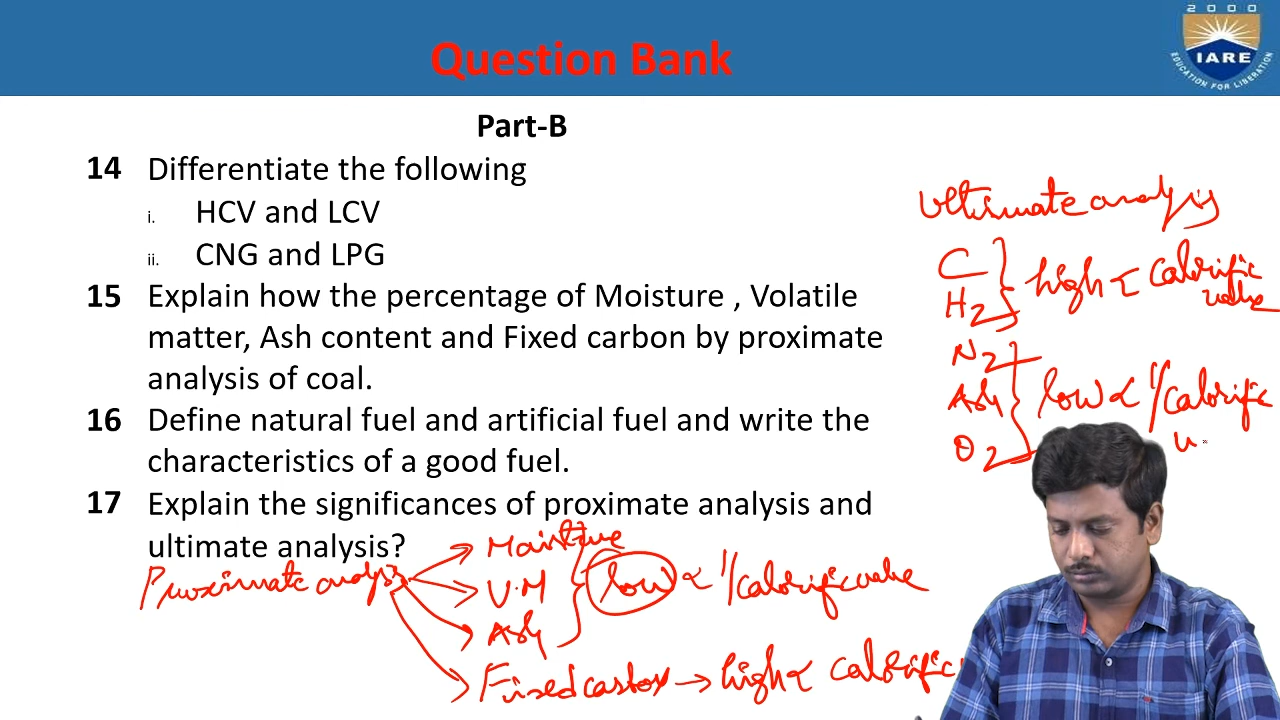 Question Bank
2000
IARE
EDUCATION FOR LIBERATION
Part-B
14 Differentiate the following
i. HCV and LCV
ii. CNG and LPG
15 Explain how the percentage of Moisture , Volatile
matter, Ash content and Fixed carbon by proximate
analysis of coal.
16 Define natural fuel and artificial fuel and write the
characteristics of a good fuel.
17 Explain the significances of proximate analysis and
ultimate analysis?
Proximate analysis
Moisture
V.M
Ash
low ∝ 1/calorific value
Fixed carbon → high ∝ calorific
Ultimate analysis
C
H2
high ∝ calorific
value
N2
Ash
O2
low ∝ 1/calorific